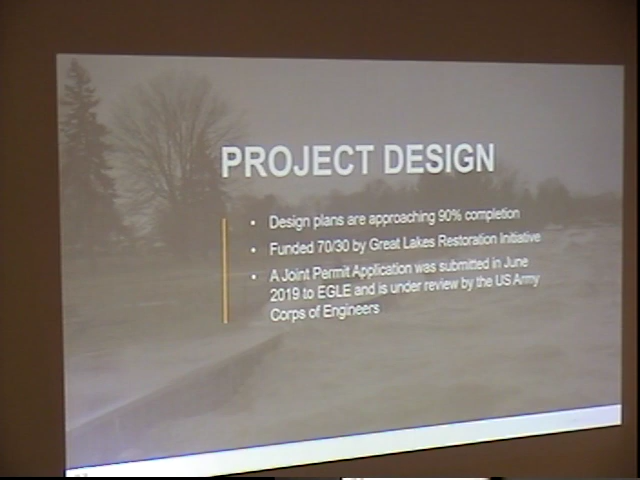 PROJECT DESIGN
• Design plans are approaching 90% completion
• Funded 70/30 by Great Lakes Restoration Initiative
• A Joint Permit Application was submitted in June
2019 to EGLE and is under review by the US Army
Corps of Engineers